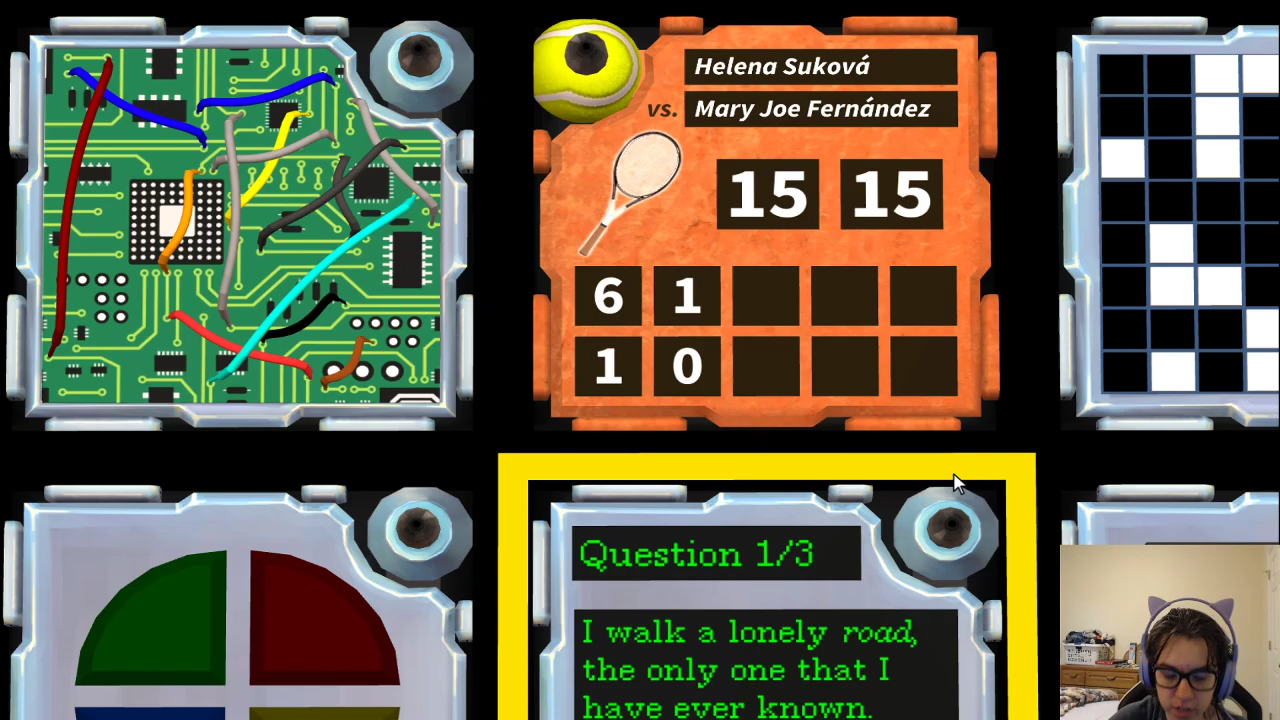 Helena Suková
vs. Mary Joe Fernández
15 15
6 1
1 0
Question 1/3
I walk a lonely road,
the only one that I
have ever known.